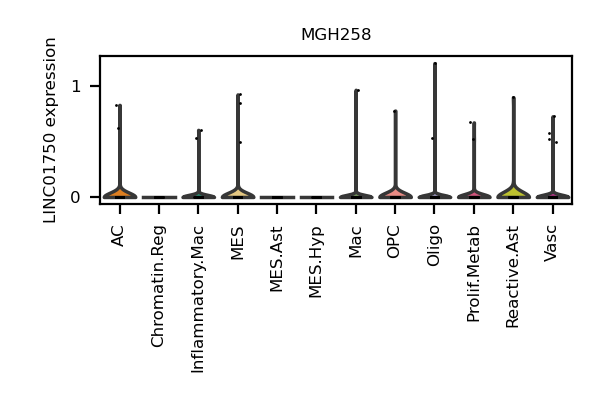 MGH258
LINC01750 expression
1
0
AC
Chromatin.Reg
Inflammatory.Mac
MES
MES.Ast
MES.Hyp
Mac
OPC
Oligo
Prolif.Metab
Reactive.Ast
Vasc